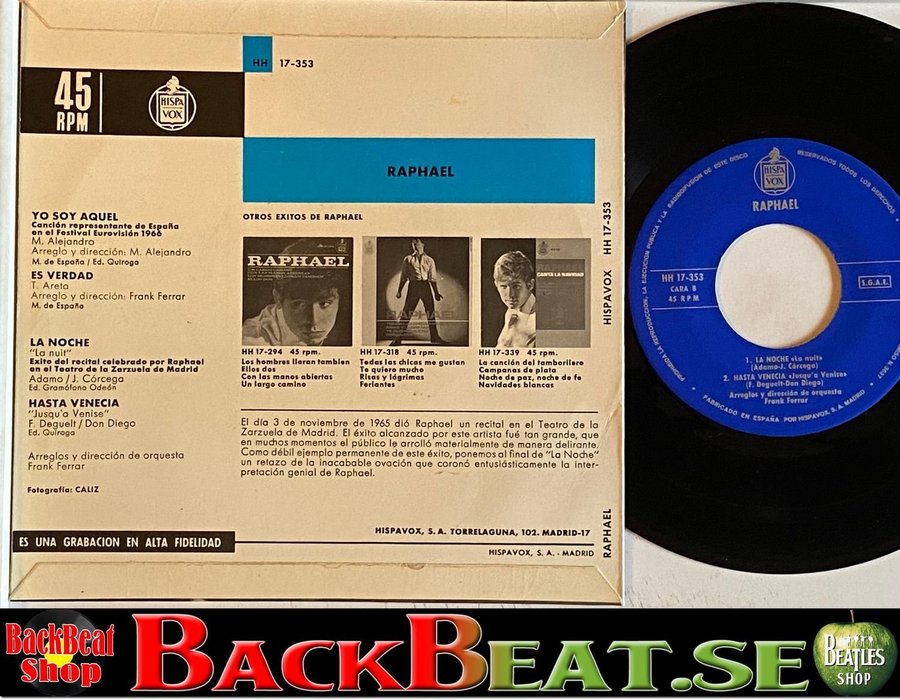 HH 17-353
45
RPM
HISPA
VOX
RAPHAEL
YO SOY AQUEL
Canción representante de España
en el Festival Eurovisión 1966
M. Alejandro
Arreglo y dirección: M. Alejandro
M. de España / Ed. Quiroga
ES VERDAD
T. Areta
Arreglo y dirección: Frank Ferrar
M. de España
LA NOCHE
"La nuit"
Exito del recital celebrado por Raphael
en el Teatro de la Zarzuela de Madrid
Adamo / J. Córcega
Ed. Gramófono Odeón
HASTA VENECIA
"Jusqu'a Venise"
F. Deguelt / Don Diego
Ed. Quiroga
Arreglos y dirección de orquesta
Frank Ferrar
Fotografía: CALIZ
ES UNA GRABACION EN ALTA FIDELIDAD
OTROS EXITOS DE RAPHAEL
RAPHAEL
RAPHAEL
CANTA LA NAVIDAD
HH 17-294 45 rpm.
Los hombres lloran tambien
Ellos dos
Con las manos abiertas
Un largo camino
HH 17-318 45 rpm.
Todas las chicas me gustan
Te quiero mucho
Risas y lágrimas
Feriantes
HH 17-339 45 rpm.
La canción del tamborilero
Campanas de plata
Noche de paz, noche de fe
Navidades blancas
El día 3 de noviembre de 1965 dió Raphael un recital en el Teatro de la
Zarzuela de Madrid. El éxito alcanzado por este artista fué tan grande, que
en muchos momentos el público le arrolló materialmente de manera delirante.
Como débil ejemplo permanente de este éxito, ponemos al final de "La Noche"
un retazo de la inacabable ovación que coronó entusiásticamente la inter-
pretación genial de Raphael.
HISPAVOX, S. A. TORRELAGUNA, 102. MADRID-17
HISPAVOX, S. A. - MADRID
RAPHAEL
HISPAVOX HH 17-353
PROHIBIDA LA REPRODUCCION, LA EJECUCION PUBLICA Y LA RADIODIFUSION DE ESTE DISCO
RESERVADOS TODOS LOS DERECHOS
HISPA
VOX
RAPHAEL
HH 17-353
CARA B
45 RPM
S.G.A.E.
1. LA NOCHE «La nuit»
(Adamo-J. Córcega)
2. HASTA VENECIA «Jusqu'a Venise»
(F. Deguelt-Don Diego)
Arreglos y dirección de orquesta
Frank Ferrar
FABRICADO EN ESPAÑA POR HISPAVOX, S. A. MADRID
BackBeat
Shop
BACKBEAT.SE
BEATLES
SHOP